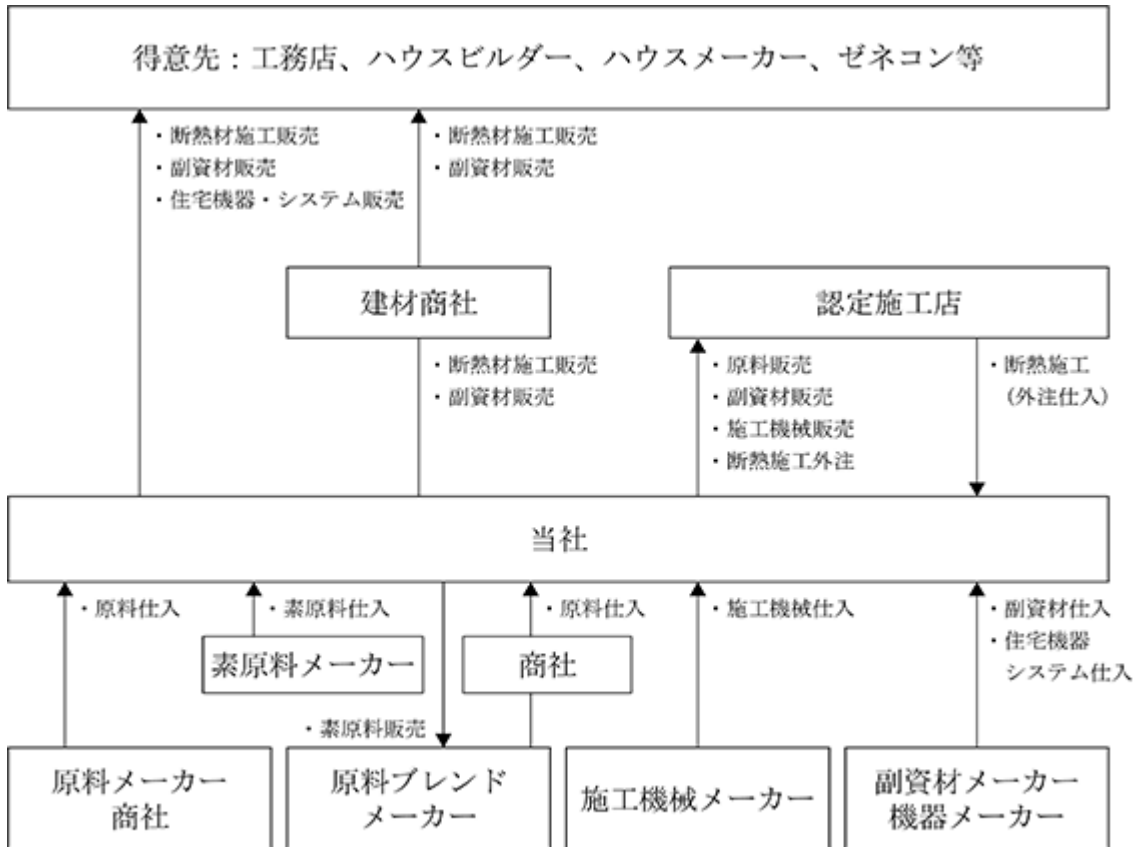 得意先：工務店、ハウスビルダー、ハウスメーカー、ゼネコン等
・断熱材施工販売
・副資材販売
・住宅機器・システム販売
・断熱材施工販売
・副資材販売
建材商社
認定施工店
・断熱材施工販売
・副資材販売
・原料販売
・副資材販売
・施工機械販売
・断熱施工外注
・断熱施工
（外注仕入）
当社
・原料仕入
・素原料仕入
・原料仕入
・施工機械仕入
・副資材仕入
・住宅機器
システム仕入
素原料メーカー
商社
・素原料販売
原料メーカー
商社
原料ブレンド
メーカー
施工機械メーカー
副資材メーカー
機器メーカー